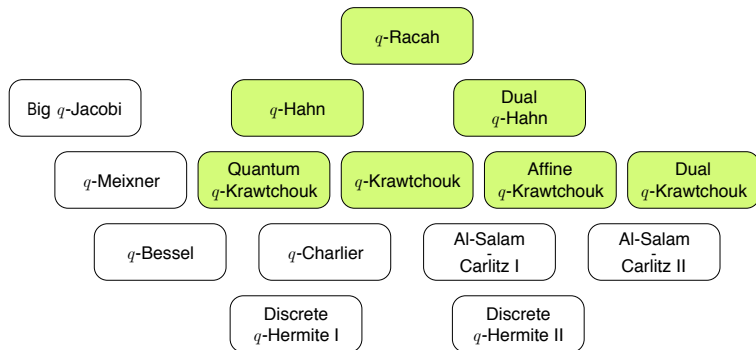 q-Racah
Big q-Jacobi
q-Hahn
Dual
q-Hahn
q-Meixner
Quantum
q-Krawtchouk
q-Krawtchouk
Affine
q-Krawtchouk
Dual
q-Krawtchouk
q-Bessel
q-Charlier
Al-Salam
-
Carlitz I
Al-Salam
-
Carlitz II
Discrete
q-Hermite I
Discrete
q-Hermite II